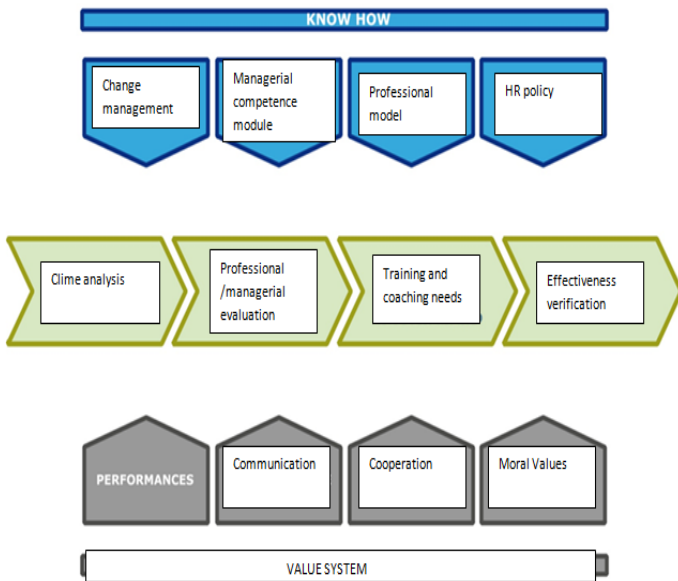 KNOW HOW
Change
management
Managerial
competence
module
Professional
model
HR policy
Clime analysis
Professional
/managerial
evaluation
Training and
coaching needs
Effectiveness
verification
PERFORMANCES
Communication
Cooperation
Moral Values
VALUE SYSTEM